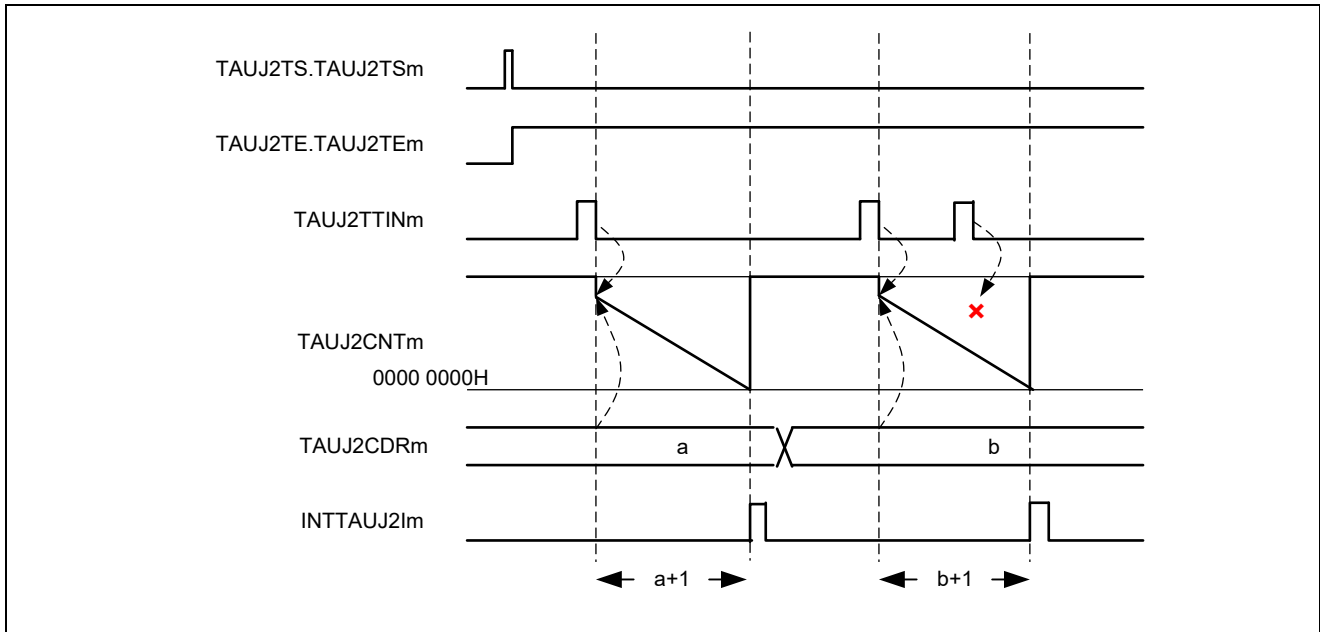 TAUJ2TS.TAUJ2TSm
TAUJ2TE.TAUJ2TEm
TAUJ2TTINm
TAUJ2CNTm
0000 0000H
TAUJ2CDRm
a
b
INTTAUJ2Im
a+1
b+1